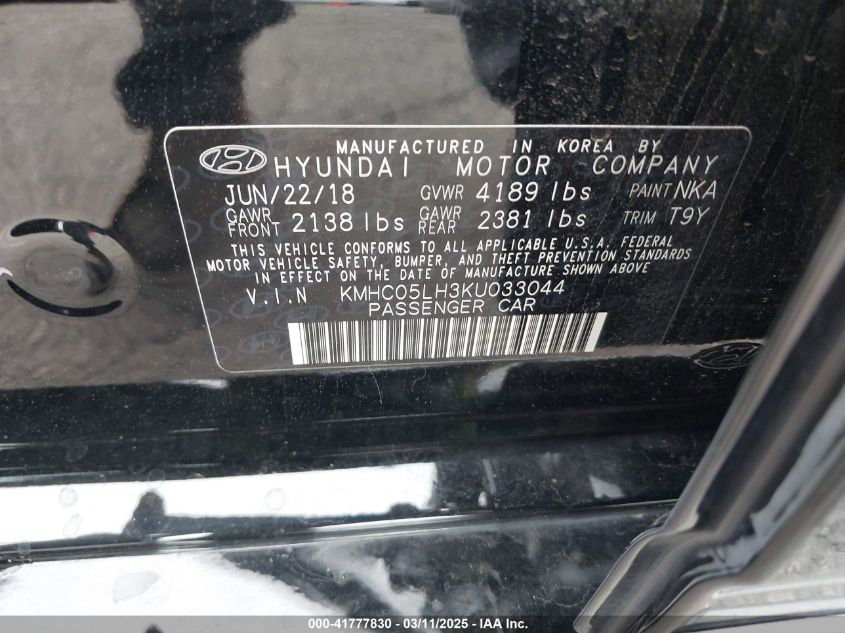 MANUFACTURED IN KOREA BY
HYUNDAI MOTOR COMPANY
JUN/22/18 GVWR 4189 lbs PAINT NKA
GAWR FRONT 2138 lbs GAWR REAR 2381 lbs TRIM T9Y
THIS VEHICLE CONFORMS TO ALL APPLICABLE U.S.A. FEDERAL
MOTOR VEHICLE SAFETY, BUMPER, AND THEFT PREVENTION STANDARDS
IN EFFECT ON THE DATE OF MANUFACTURE SHOWN ABOVE
V.I.N KMHC05LH3KU033044
PASSENGER CAR
000-41777830 - 03/11/2025 - IAAI.COM